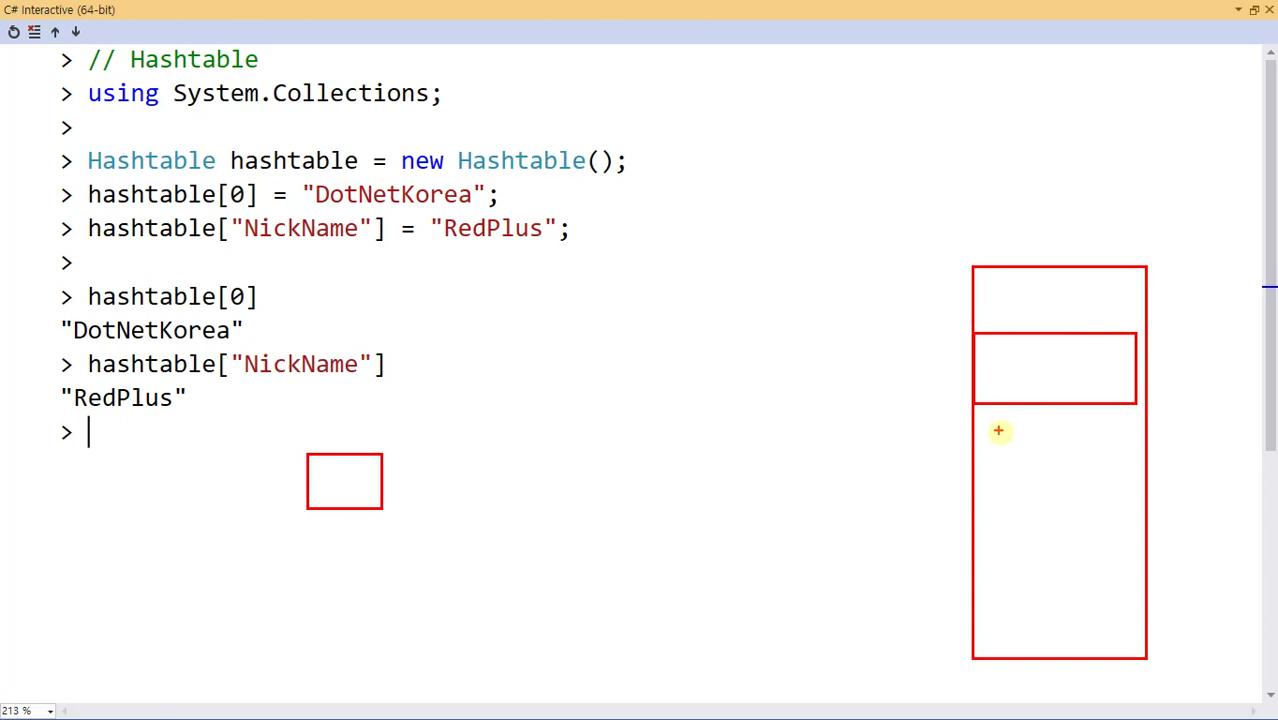 C# Interactive (64-bit)
> // Hashtable
> using System.Collections;
>
> Hashtable hashtable = new Hashtable();
> hashtable[0] = "DotNetKorea";
> hashtable["NickName"] = "RedPlus";
>
> hashtable[0]
"DotNetKorea"
> hashtable["NickName"]
"RedPlus"
>
213 %